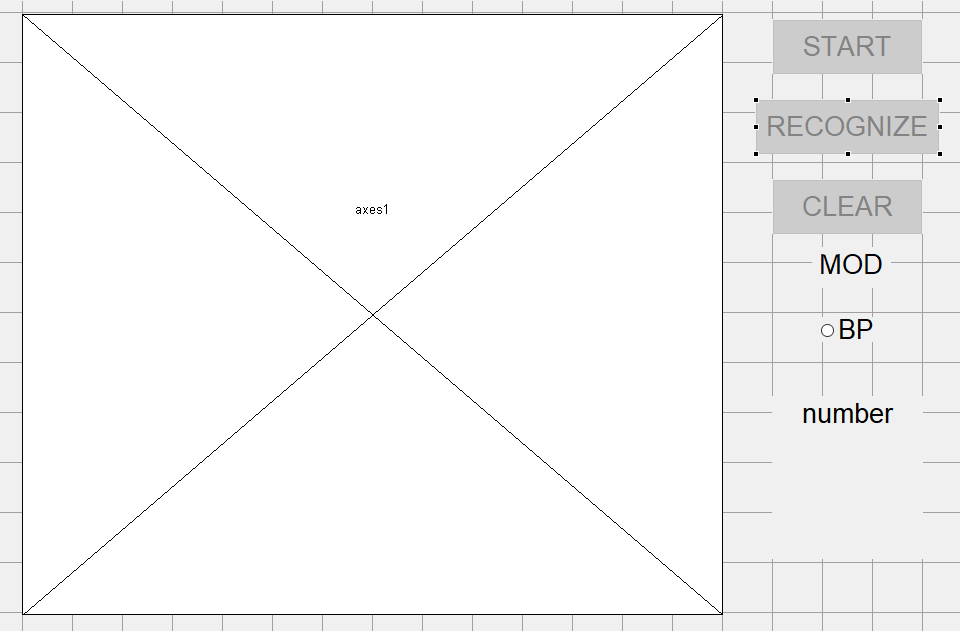 START
RECOGNIZE
axes1
CLEAR
MOD
BP
number